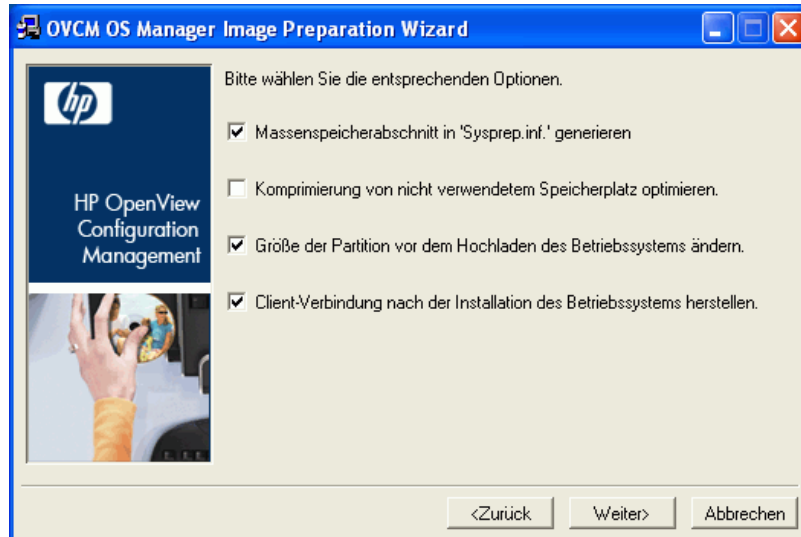 OVCM OS Manager Image Preparation Wizard
hp
HP OpenView
Configuration
Management
Bitte wählen Sie die entsprechenden Optionen.
Massenspeicherabschnitt in 'Sysprep.inf.' generieren
Komprimierung von nicht verwendetem Speicherplatz optimieren.
Größe der Partition vor dem Hochladen des Betriebssystems ändern.
Client-Verbindung nach der Installation des Betriebssystems herstellen.
<Zurück
Weiter>
Abbrechen